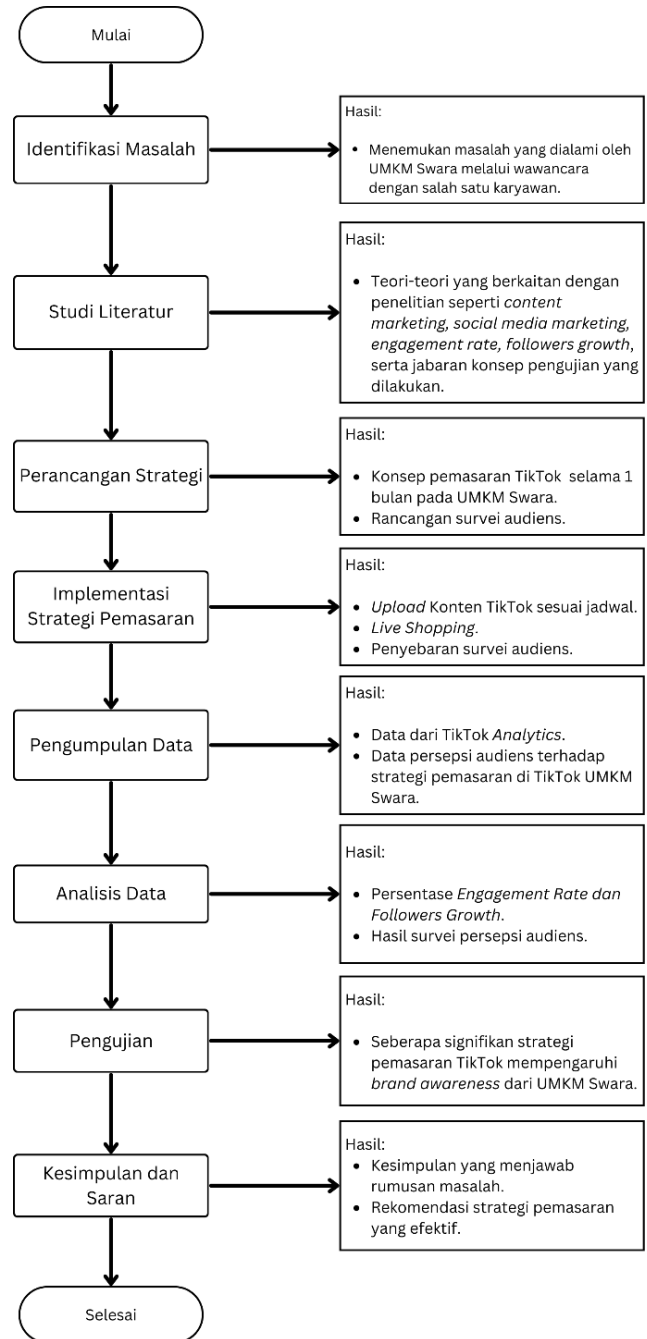 Mulai
Identifikasi Masalah
Hasil:
• Menemukan masalah yang dialami oleh
UMKM Swara melalui wawancara
dengan salah satu karyawan.
Studi Literatur
Hasil:
• Teori-teori yang berkaitan dengan
penelitian seperti content
marketing, social media marketing,
engagement rate, followers growth,
serta jabaran konsep pengujian yang
dilakukan.
Perancangan Strategi
Hasil:
• Konsep pemasaran TikTok selama 1
bulan pada UMKM Swara.
• Rancangan survei audiens.
Implementasi
Strategi Pemasaran
Hasil:
• Upload Konten TikTok sesuai jadwal.
• Live Shopping.
• Penyebaran survei audiens.
Pengumpulan Data
Hasil:
• Data dari TikTok Analytics.
• Data persepsi audiens terhadap
strategi pemasaran di TikTok UMKM
Swara.
Analisis Data
Hasil:
• Persentase Engagement Rate dan
Followers Growth.
• Hasil survei persepsi audiens.
Pengujian
Hasil:
• Seberapa signifikan strategi
pemasaran TikTok mempengaruhi
brand awareness dari UMKM Swara.
Kesimpulan dan
Saran
Hasil:
• Kesimpulan yang menjawab
rumusan masalah.
• Rekomendasi strategi pemasaran
yang efektif.
Selesai